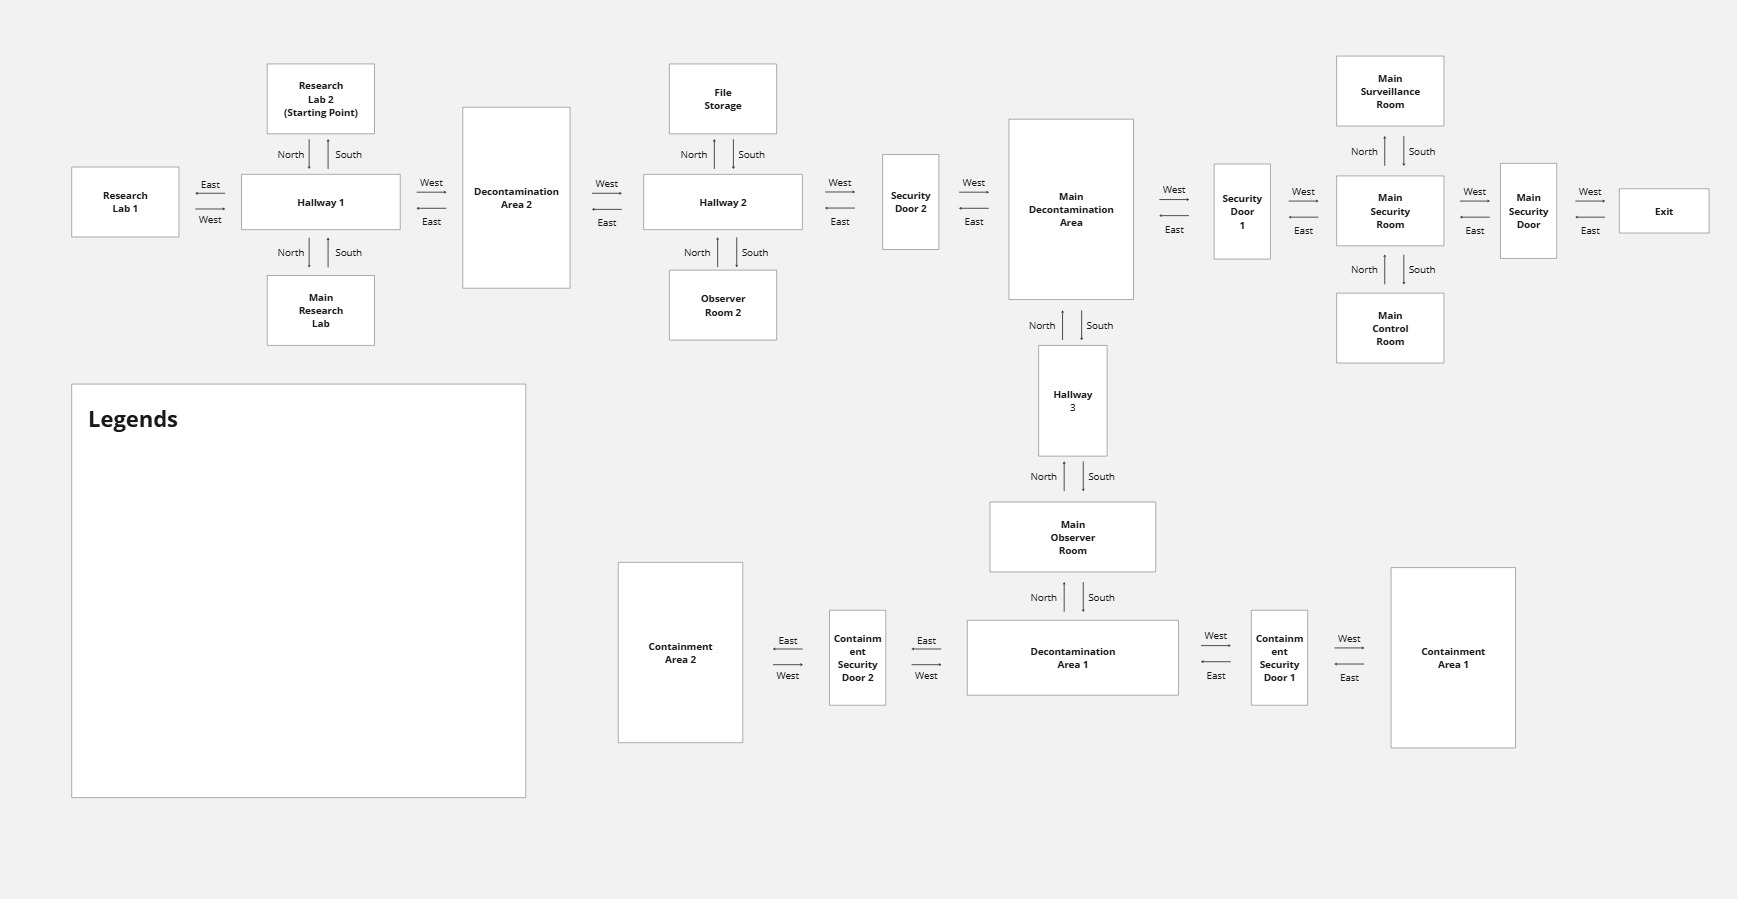 Research
Lab 2
(Starting Point)
File
Storage
Main
Surveillance
Room
North
South
North
South
North
South
Research
Lab 1
East
West
Hallway 1
West
East
Decontamination
Area 2
West
East
Hallway 2
West
East
Security
Door 2
West
East
Main
Decontamination
Area
West
East
Security
Door
1
West
East
Main
Security
Room
West
East
Main
Security
Door
West
East
Exit
North
South
North
South
North
South
Main
Research
Lab
Observer
Room 2
Main
Control
Room
North
South
Hallway
3
Legends
North
South
Main
Observer
Room
North
South
Containment
Area 2
East
West
Containm
ent
Security
Door 2
East
West
Decontamination
Area 1
West
East
Containm
ent
Security
Door 1
West
East
Containment
Area 1